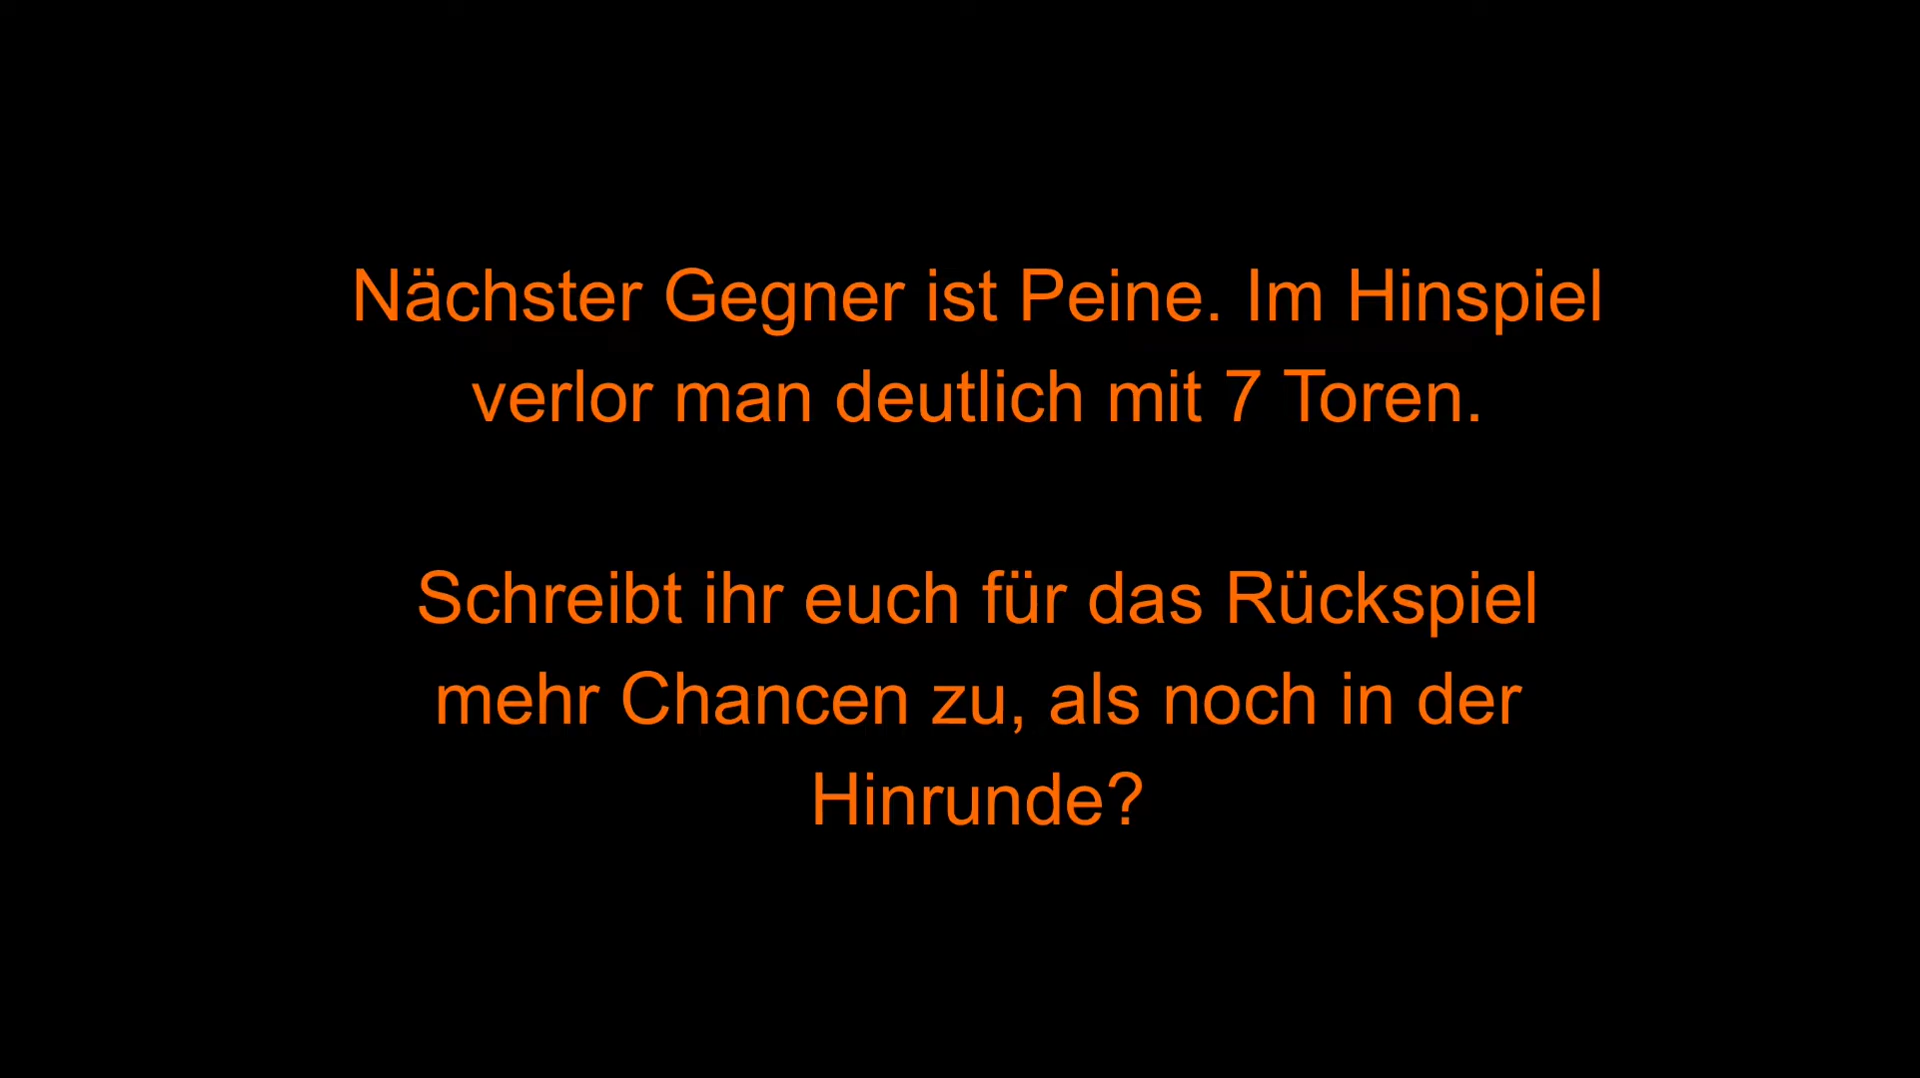 Nächster Gegner ist Peine. Im Hinspiel
verlor man deutlich mit 7 Toren.
Schreibt ihr euch für das Rückspiel
mehr Chancen zu, als noch in der
Hinrunde?